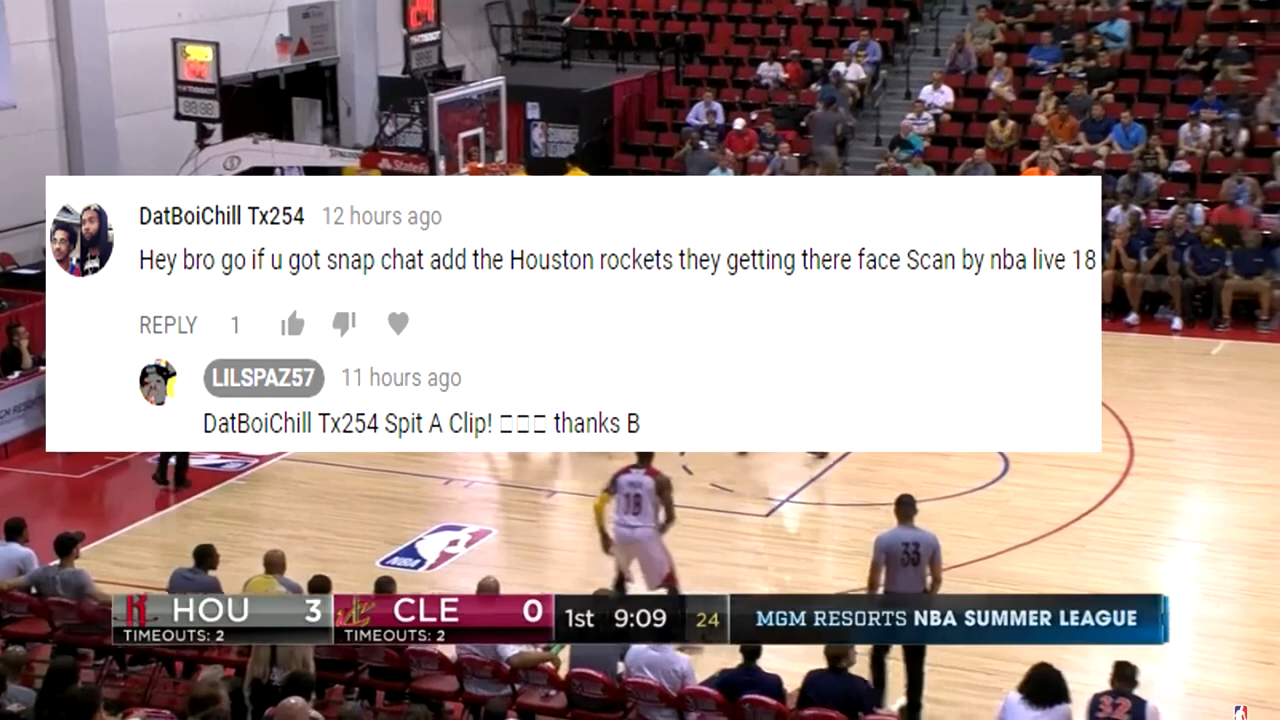 DatBoiChill Tx254 12 hours ago
Hey bro go if u got snap chat add the Houston rockets they getting there face Scan by nba live 18
REPLY 1
LILSPAZ57 11 hours ago
DatBoiChill Tx254 Spit A Clip! □□□ thanks B
18
33
NBA
HOU 3 CLE 0 1st 9:09 24 MGM RESORTS NBA SUMMER LEAGUE
TIMEOUTS: 2 TIMEOUTS: 2
32